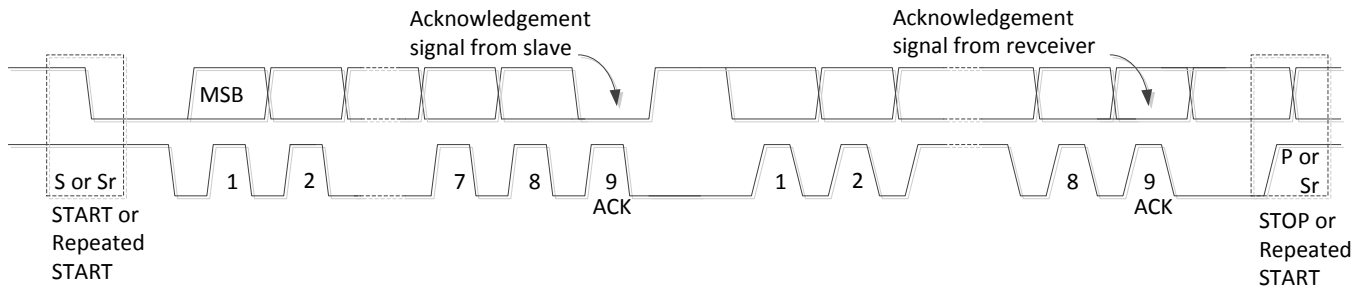 Acknowledgement
signal from slave
Acknowledgement
signal from revceiver
MSB
S or Sr
1
2
7
8
9
ACK
1
2
8
9
ACK
P or
Sr
START or
Repeated
START
STOP or
Repeated
START